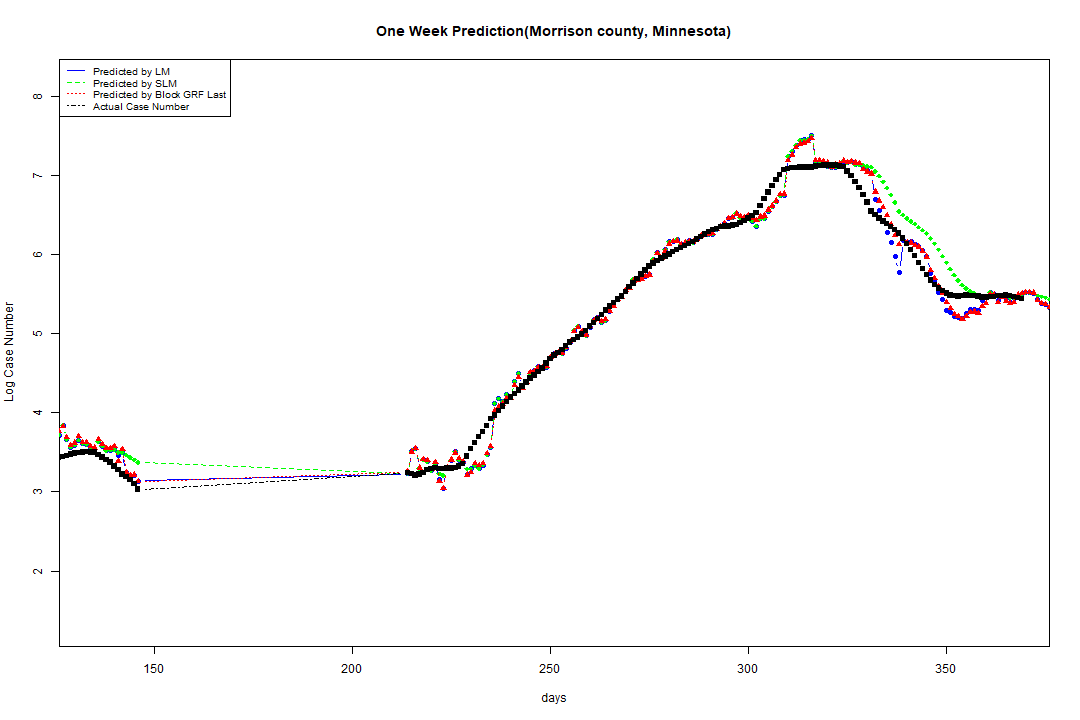 One Week Prediction(Morrison county, Minnesota)
Predicted by LM
Predicted by SLM
Predicted by Block GRF Last
Actual Case Number
8
7
6
5
4
3
2
Log Case Number
150 200 250 300 350
days